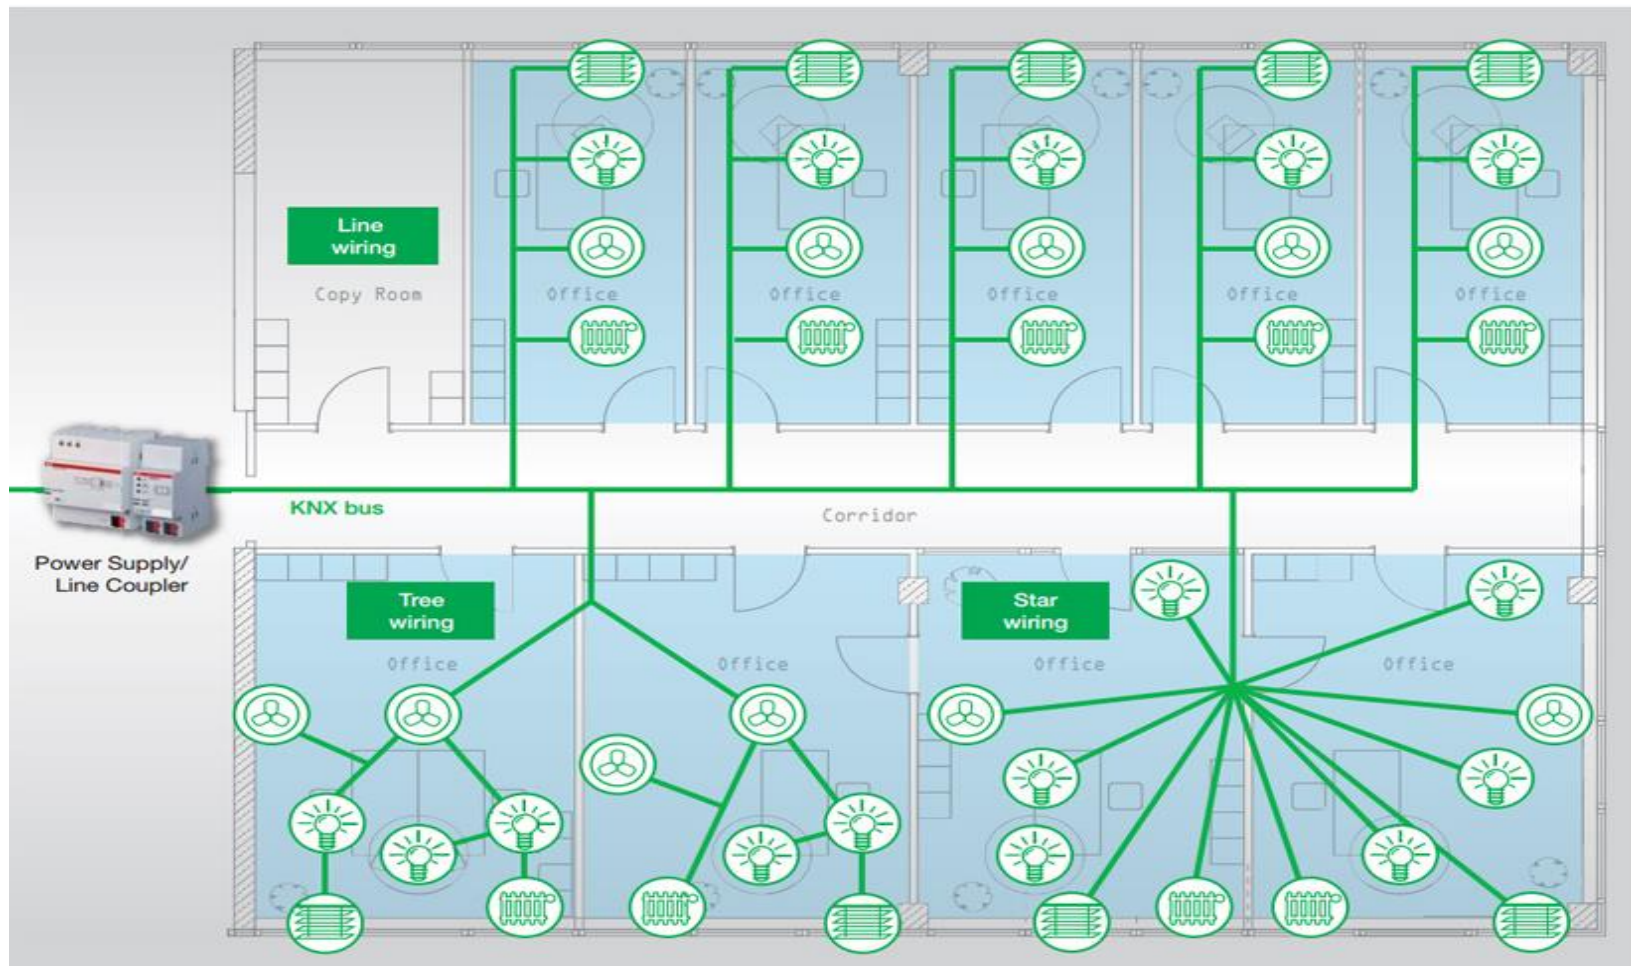 Line
wiring
Copy Room
Office
Office
Office
Office
Office
KNX bus
Corridor
Power Supply/
Line Coupler
Tree
wiring
Star
wiring
Office
Office
Office
Office